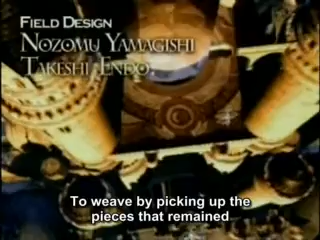 Field Design
Nozomu Yamagishi
Takeshi Endo
To weave by picking up the
pieces that remained